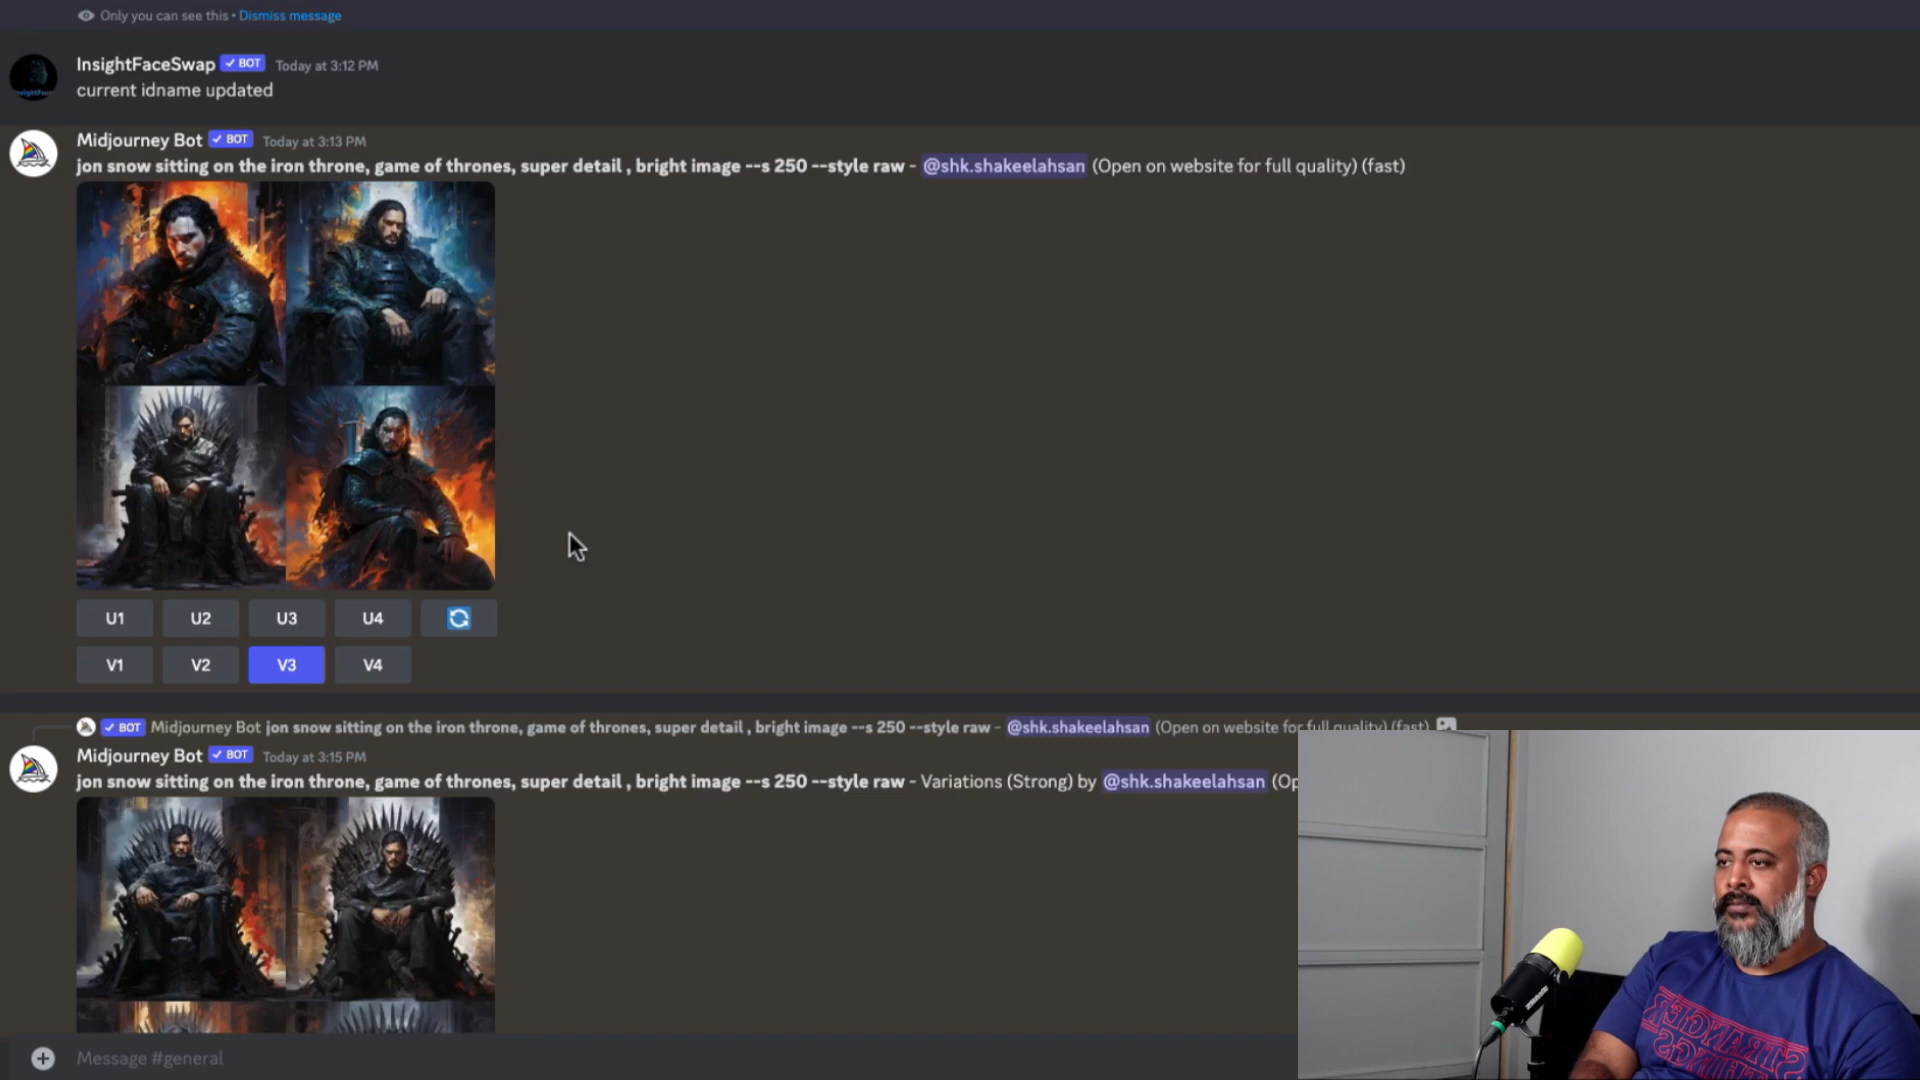 Only you can see this • Dismiss message
InsightFaceSwap ✓ BOT Today at 3:12 PM
current idname updated
Midjourney Bot ✓ BOT Today at 3:13 PM
jon snow sitting on the iron throne, game of thrones, super detail , bright image --s 250 --style raw - @shk.shakeelahsan (Open on website for full quality) (fast)
U1 U2 U3 U4
V1 V2 V3 V4
✓ BOT Midjourney Bot jon snow sitting on the iron throne, game of thrones, super detail , bright image --s 250 --style raw - @shk.shakeelahsan (Open on website for full quality) (fast)
Midjourney Bot ✓ BOT Today at 3:15 PM
jon snow sitting on the iron throne, game of thrones, super detail , bright image --s 250 --style raw - Variations (Strong) by @shk.shakeelahsan (Op
Message #general
STRANGER
THINGS